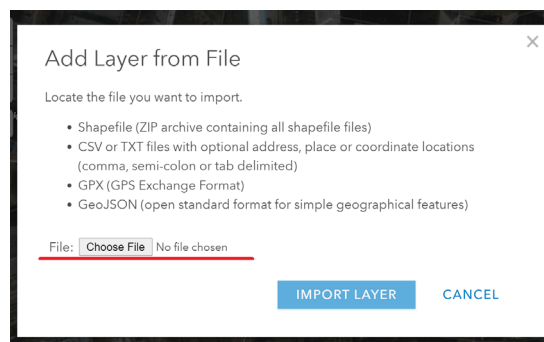 Add Layer from File
Locate the file you want to import.
• Shapefile (ZIP archive containing all shapefile files)
• CSV or TXT files with optional address, place or coordinate locations
(comma, semi-colon or tab delimited)
• GPX (GPS Exchange Format)
• GeoJSON (open standard format for simple geographical features)
File: Choose File No file chosen
IMPORT LAYER CANCEL